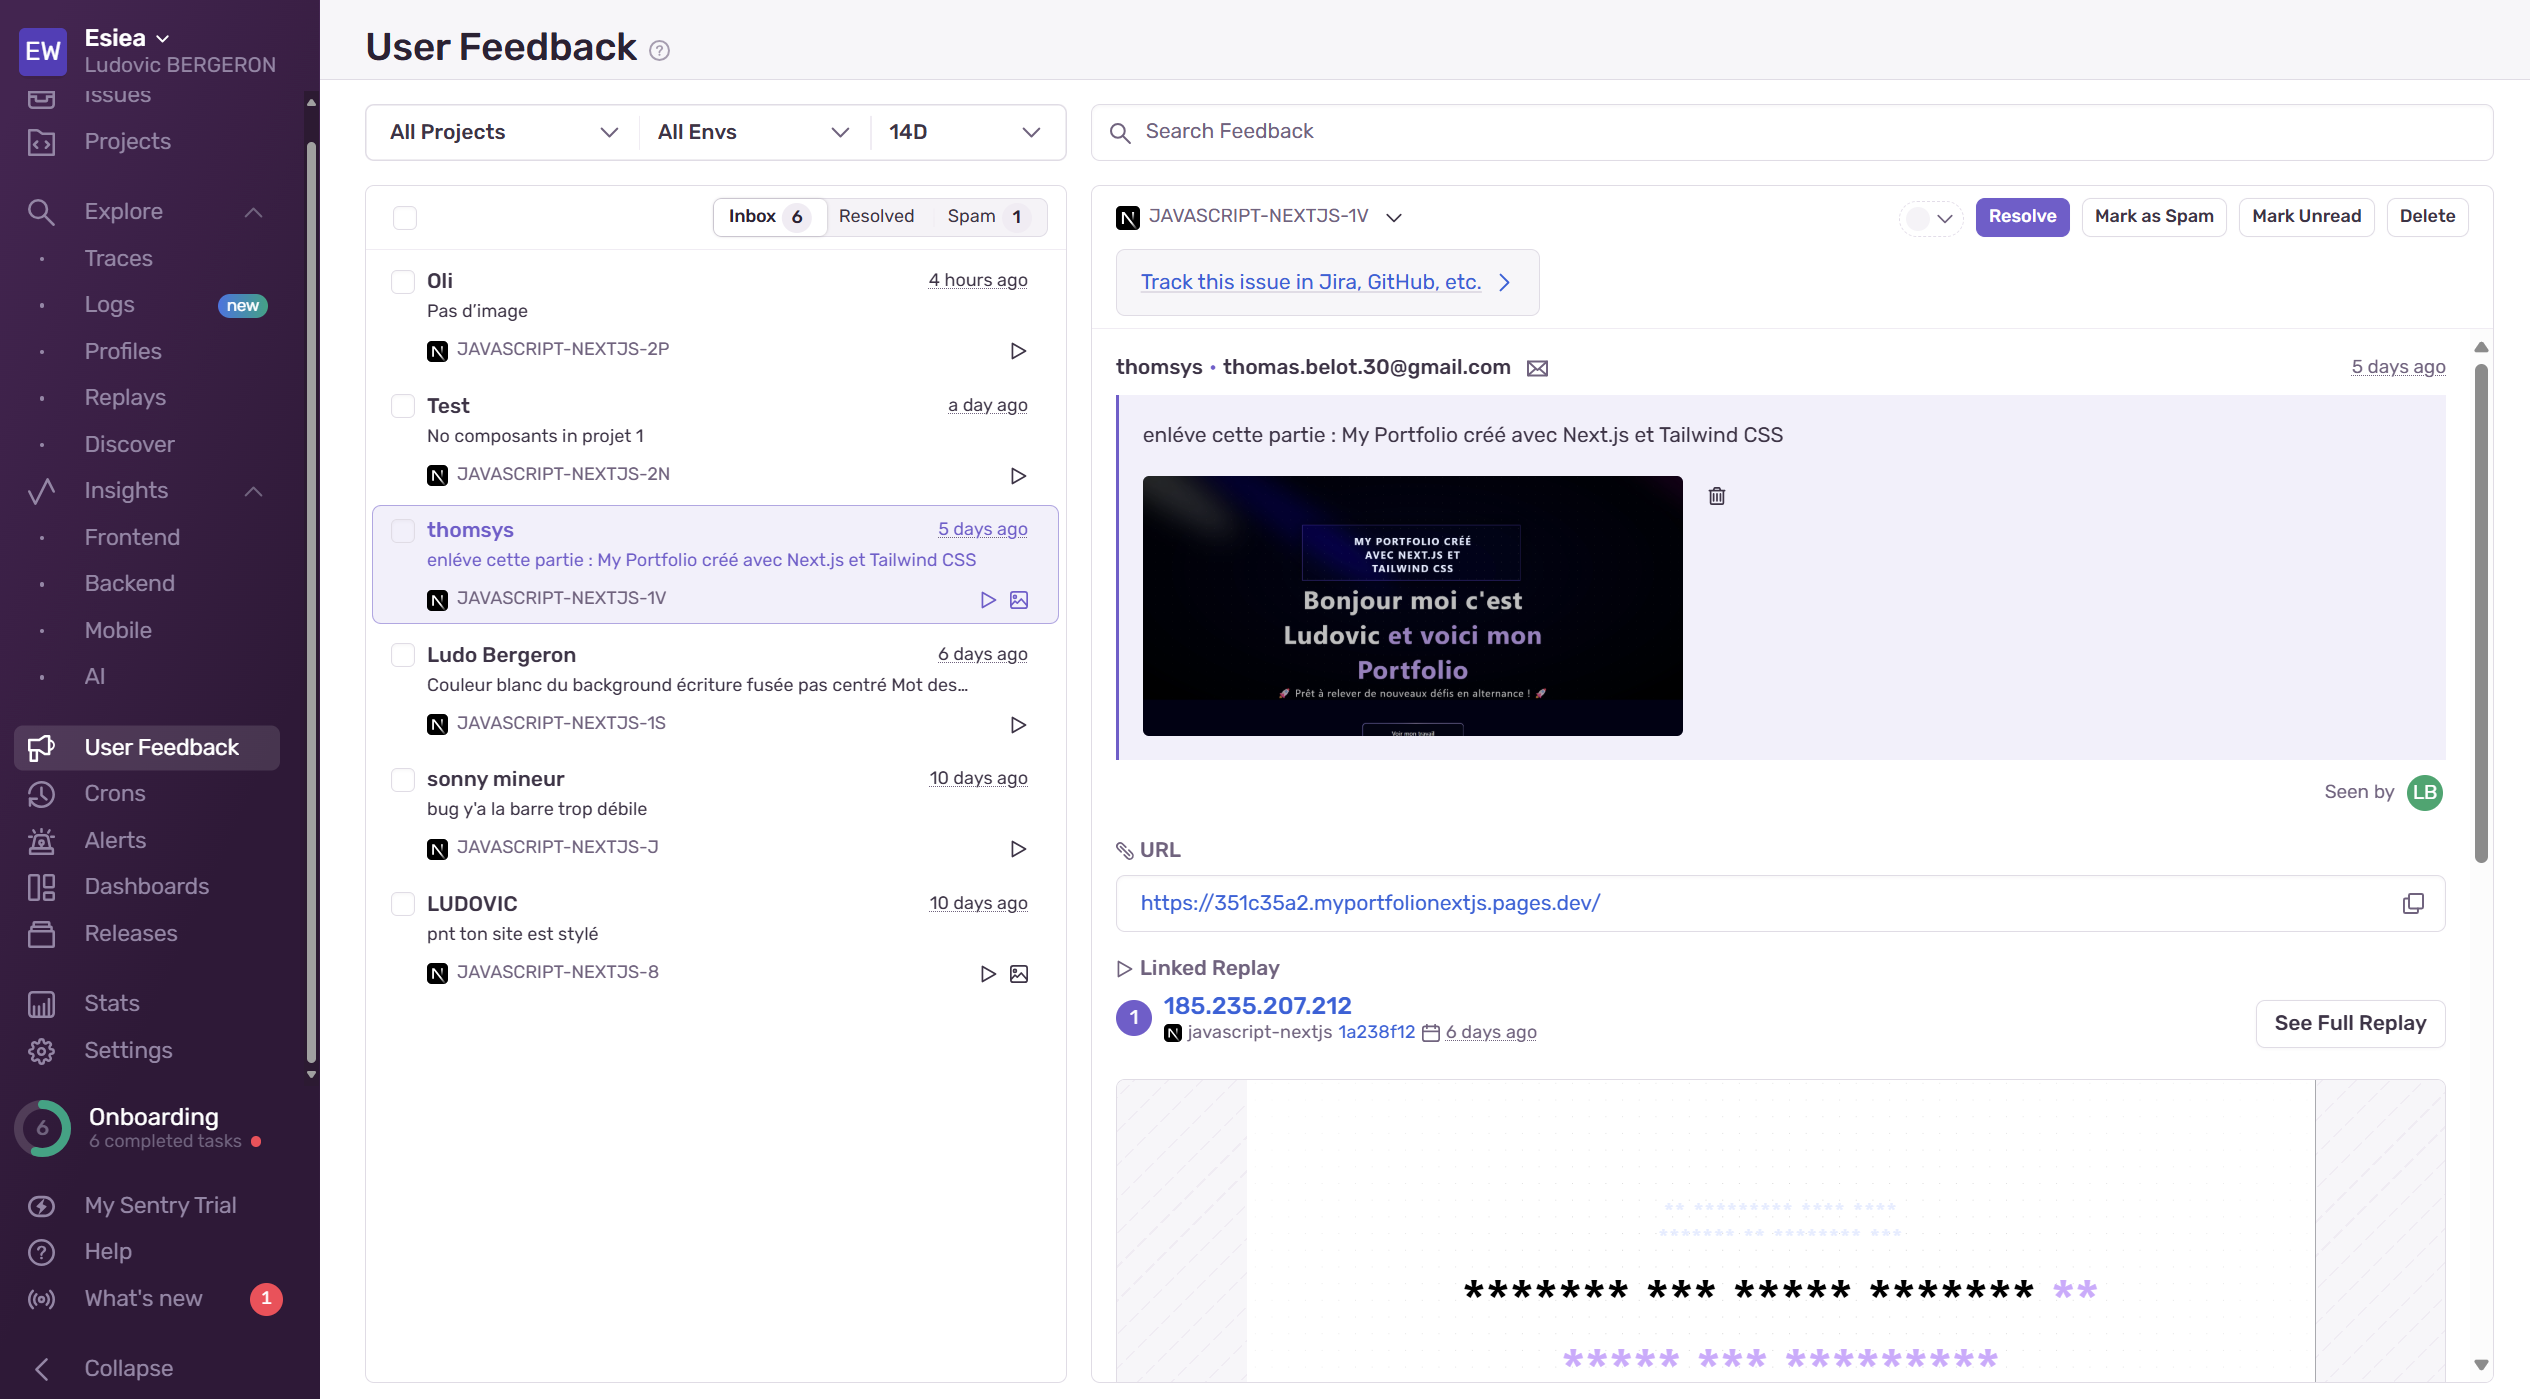 EW
Esiea
Ludovic BERGERON
Issues
Projects
Explore
Traces
Logs
new
Profiles
Replays
Discover
Insights
Frontend
Backend
Mobile
AI
User Feedback
Crons
Alerts
Dashboards
Releases
Stats
Settings
6
Onboarding
6 completed tasks
My Sentry Trial
? Help
What's new
1
Collapse
User Feedback ?
All Projects
All Envs
14D
Search Feedback
Inbox 6
Resolved
Spam 1
Oli
4 hours ago
Pas d'image
N JAVASCRIPT-NEXTJS-2P
Test
a day ago
No composants in projet 1
N JAVASCRIPT-NEXTJS-2N
thomsys
5 days ago
enléve cette partie : My Portfolio créé avec Next.js et Tailwind CSS
N JAVASCRIPT-NEXTJS-1V
Ludo Bergeron
6 days ago
Couleur blanc du background écriture fusée pas centré Mot des…
N JAVASCRIPT-NEXTJS-1S
sonny mineur
10 days ago
bug y'a la barre trop débile
N JAVASCRIPT-NEXTJS-J
LUDOVIC
10 days ago
pnt ton site est stylé
N JAVASCRIPT-NEXTJS-8
N JAVASCRIPT-NEXTJS-1V
Resolve
Mark as Spam
Mark Unread
Delete
Track this issue in Jira, GitHub, etc.
thomsys • thomas.belot.30@gmail.com
5 days ago
enléve cette partie : My Portfolio créé avec Next.js et Tailwind CSS
MY PORTFOLIO CRÉÉ
AVEC NEXT.JS ET
TAILWIND CSS
Bonjour moi c'est
Ludovic et voici mon
Portfolio
🚀 Prêt à relever de nouveaux défis en alternance ! 🚀
Voir mon travail
Seen by LB
URL
https://351c35a2.myportfolionextjs.pages.dev/
Linked Replay
1
185.235.207.212
N javascript-nextjs 1a238f12 6 days ago
See Full Replay
** ********* **** ****
******* ** ******** ***
******* *** ***** ******* **
***** *** *********